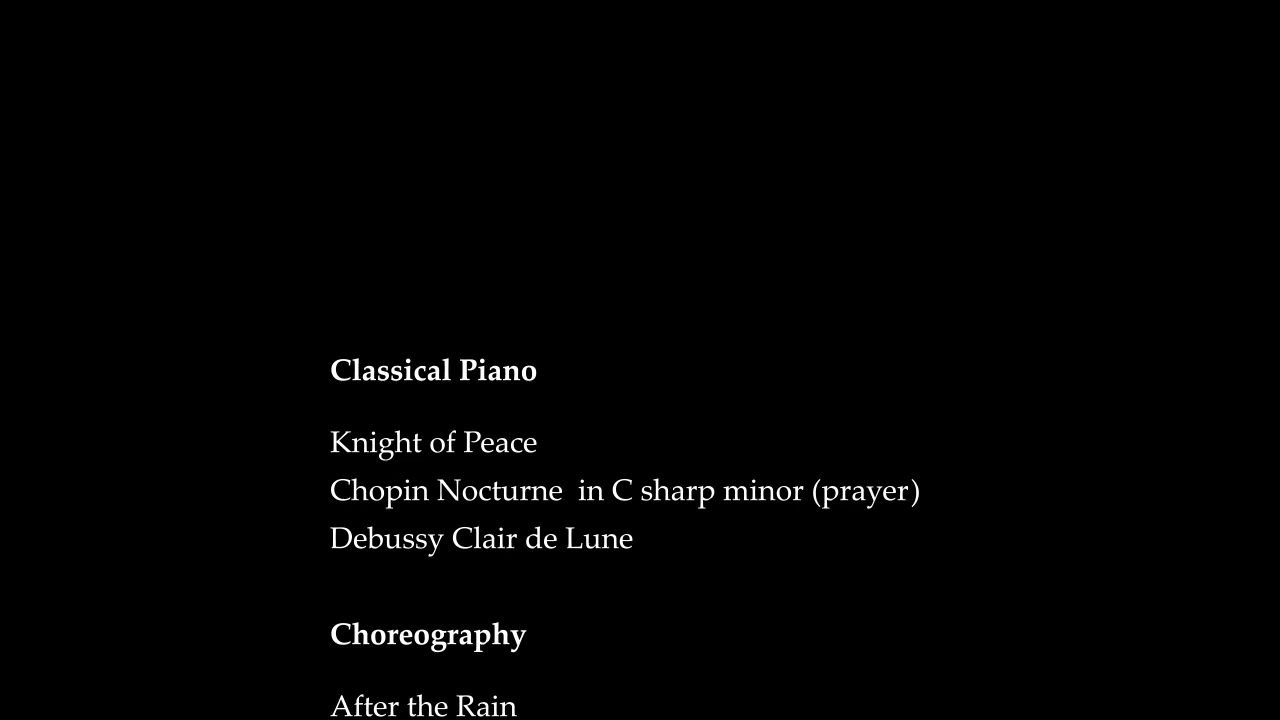 Classical Piano
Knight of Peace
Chopin Nocturne  in C sharp minor (prayer)
Debussy Clair de Lune
Choreography
After the Rain